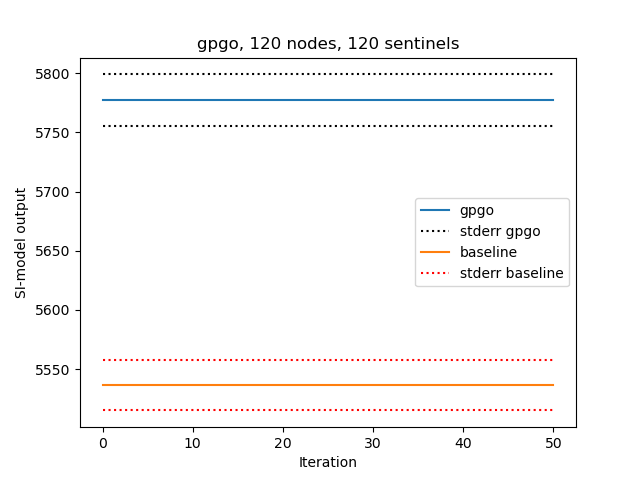 gpgo, 120 nodes, 120 sentinels
5800
5750
5700
5650
5600
5550
SI-model output
gpgo
stderr gpgo
baseline
stderr baseline
0 10 20 30 40 50
Iteration